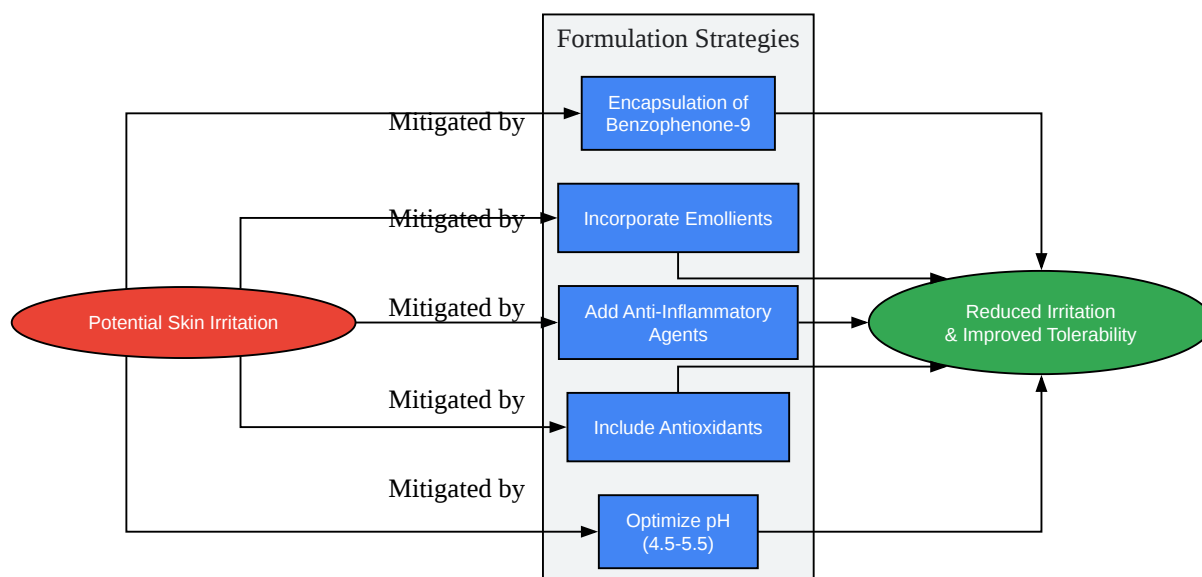 Formulation Strategies
Encapsulation of
Benzophenone-9
Mitigated by
Incorporate Emollients
Mitigated by
Potential Skin Irritation
Mitigated by
Add Anti-Inflammatory
Agents
Reduced Irritation
& Improved Tolerability
Mitigated by
Include Antioxidants
Mitigated by
Optimize pH
(4.5-5.5)